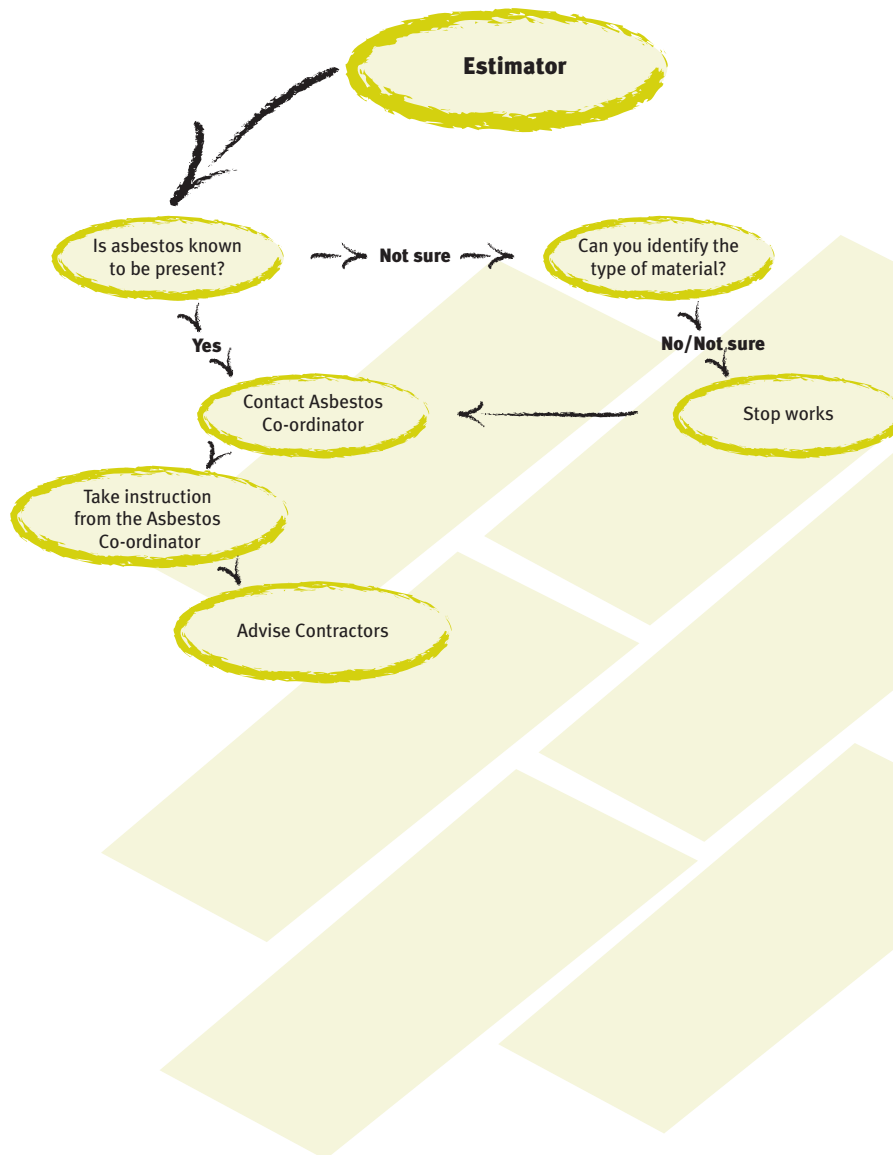 Estimator
Is asbestos known
to be present?
Not sure
Can you identify the
type of material?
Yes
No/Not sure
Contact Asbestos
Co-ordinator
Stop works
Take instruction
from the Asbestos
Co-ordinator
Advise Contractors